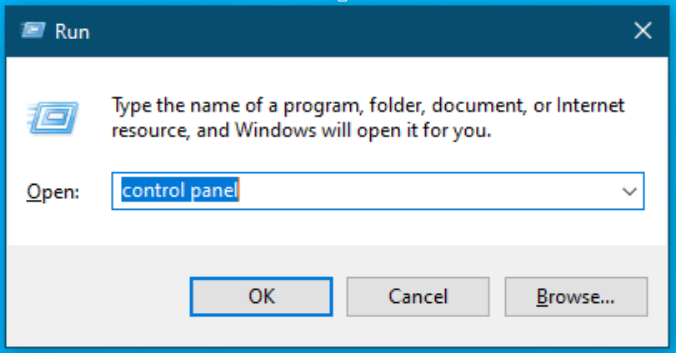 Run
Type the name of a program, folder, document, or Internet
resource, and Windows will open it for you.
Open: control panel
OK Cancel Browse...